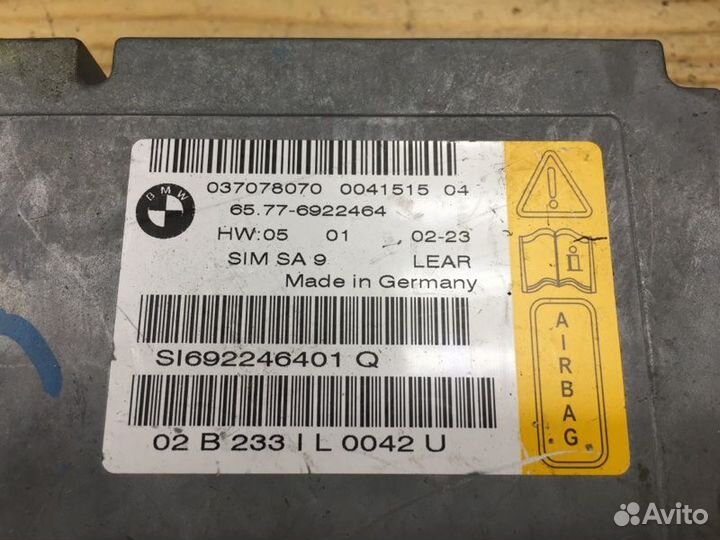 BMW
037078070 0041515 04
65.77-6922464
HW:05 01 02-23
SIM SA 9 LEAR
Made in Germany
SI692246401 Q
02 B 233 I L 0042 U
i
AIRBAG
Avito